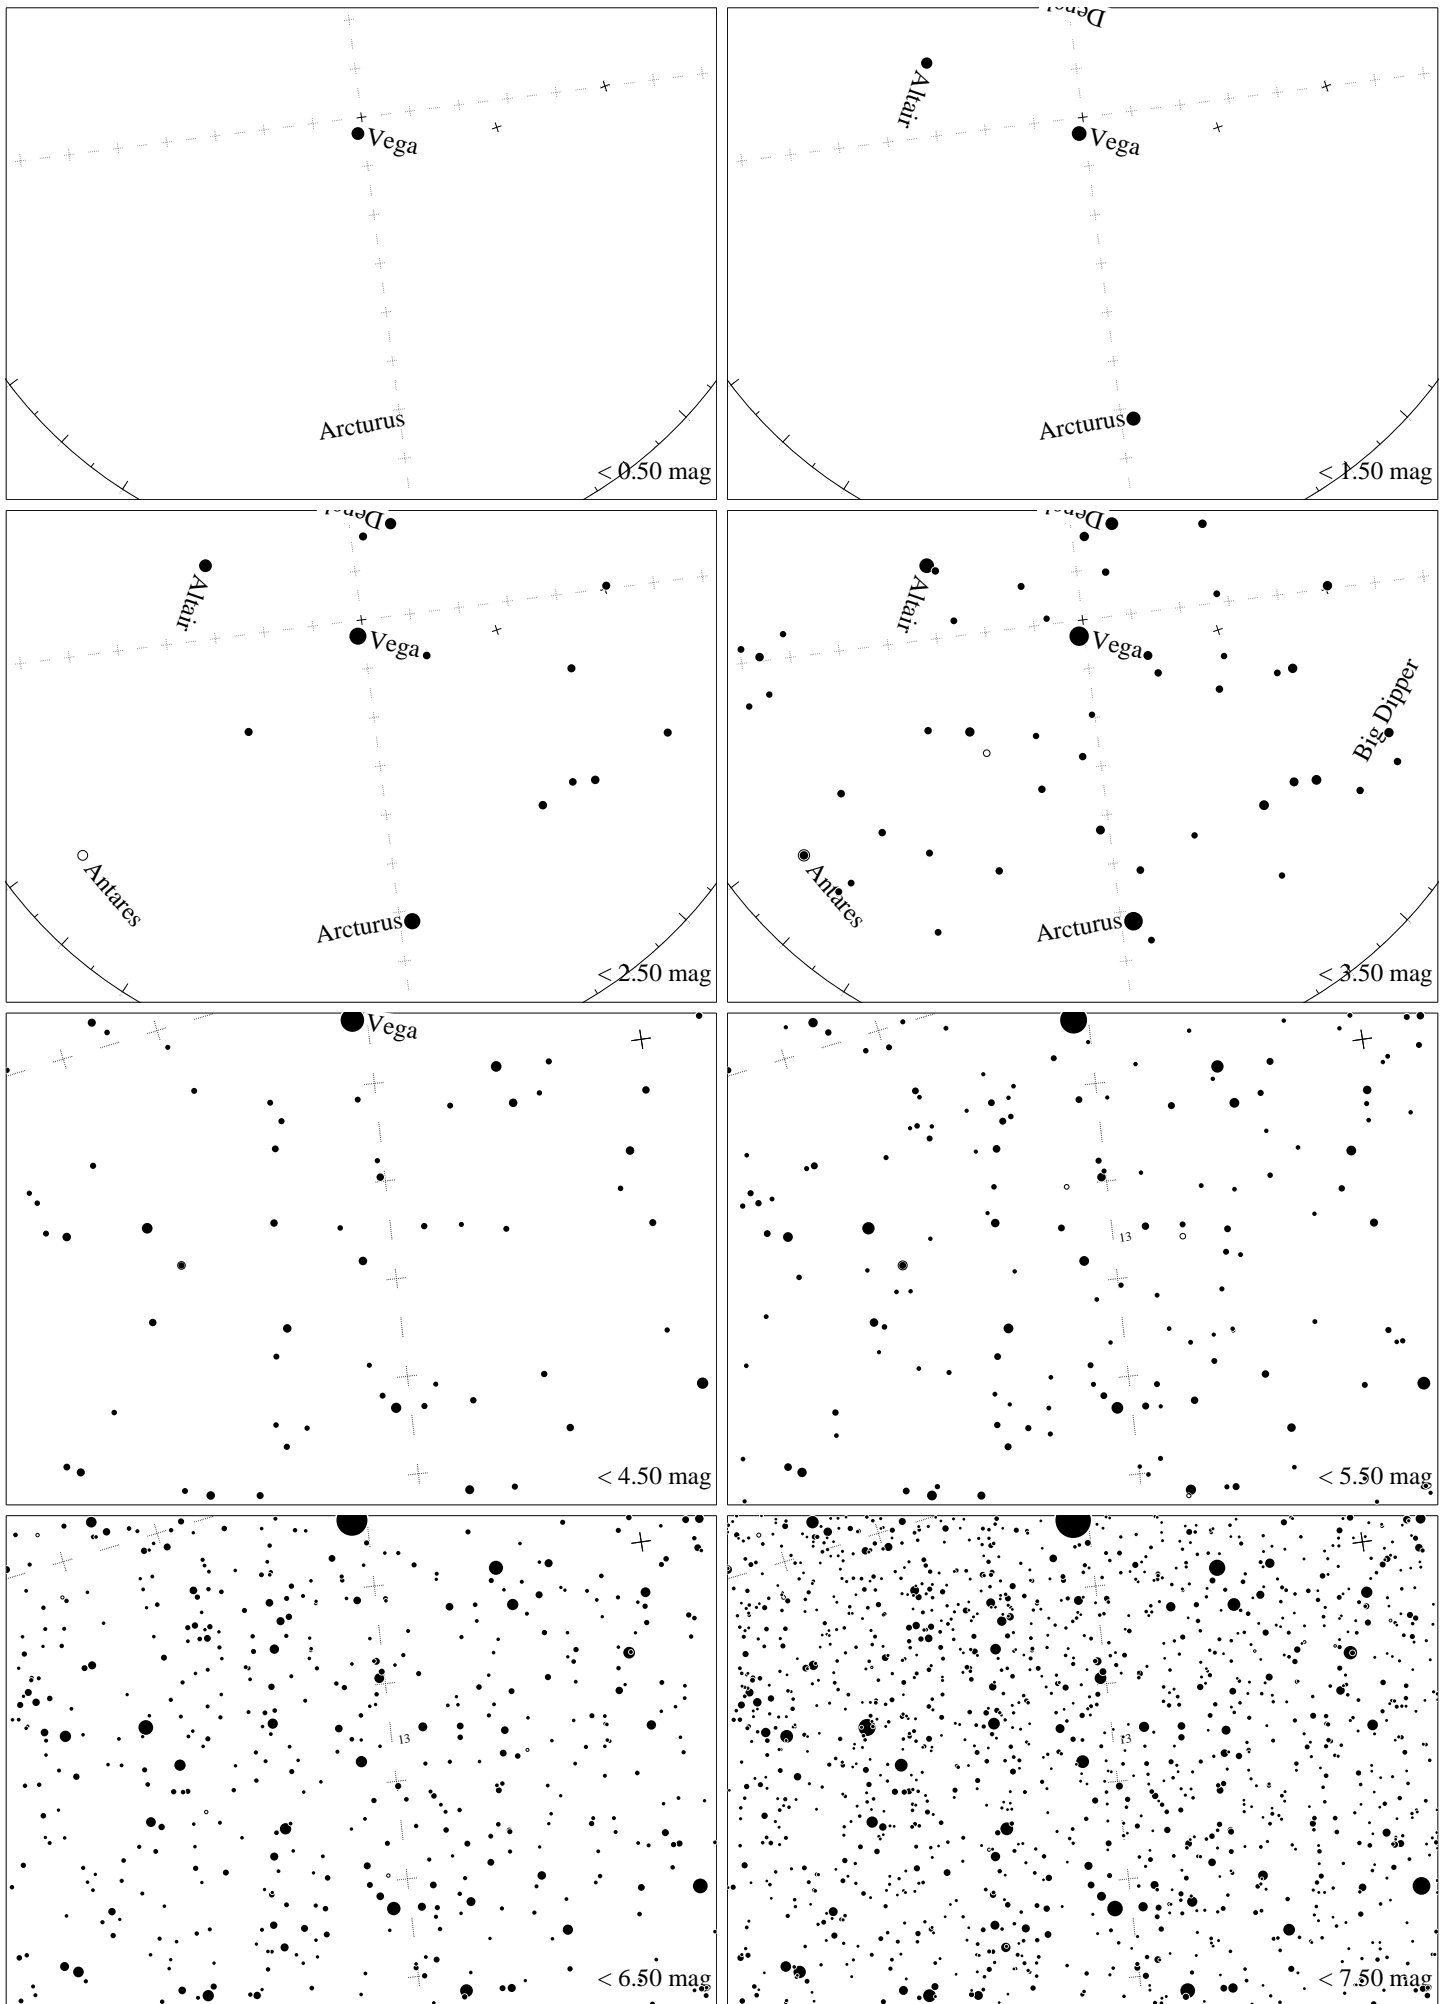 Vega
Arcturus
< 0.50 mag
Altair
Vega
Arcturus
< 1.50 mag
Altair
Vega
Antares
Arcturus
< 2.50 mag
Altair
Vega
Big Dipper
Antares
Arcturus
< 3.50 mag
Vega
< 4.50 mag
13
< 5.50 mag
13
< 6.50 mag
13
< 7.50 mag